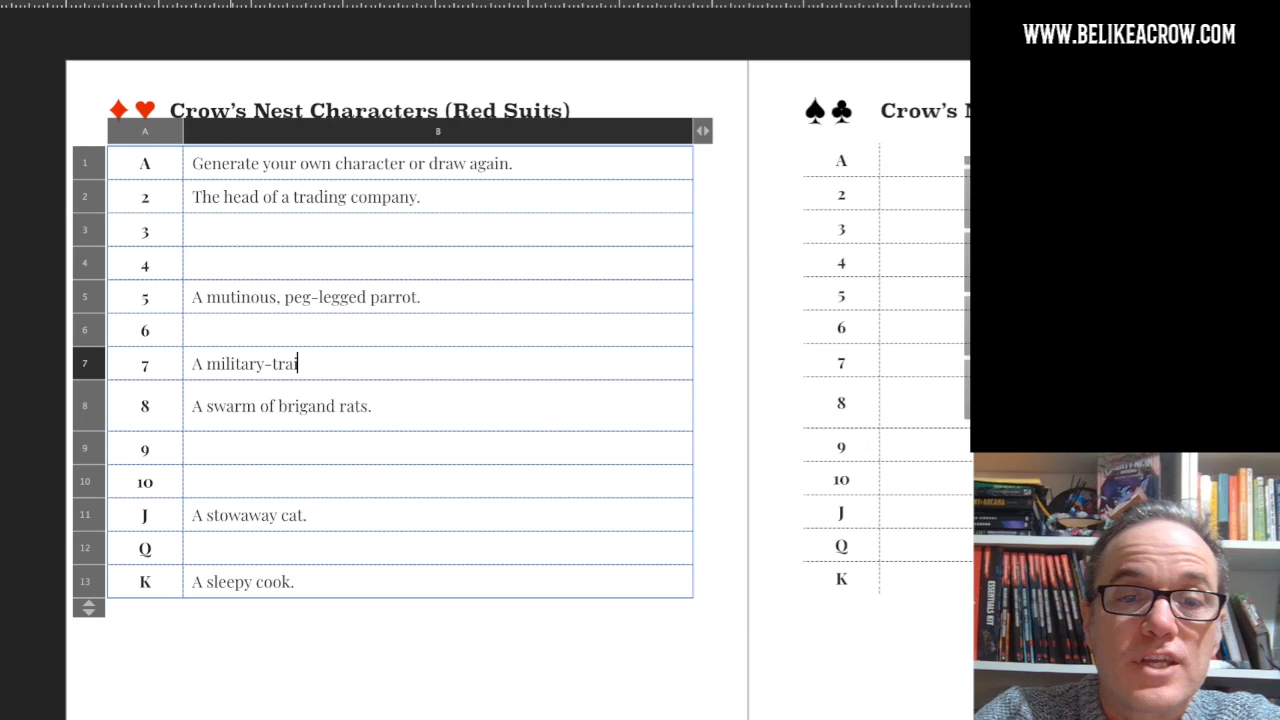 WWW.BELIKEACROW.COM
Crow's Nest Characters (Red Suits)
A B
1 A Generate your own character or draw again.
2 2 The head of a trading company.
3 3
4 4
5 5 A mutinous, peg-legged parrot.
6 6
7 7 A military-trai
8 8 A swarm of brigand rats.
9 9
10 10
11 J A stowaway cat.
12 Q
13 K A sleepy cook.
Crow's
A
2
3
4
5
6
7
8
9
10
J
Q
K
ESSENTIALS KIT